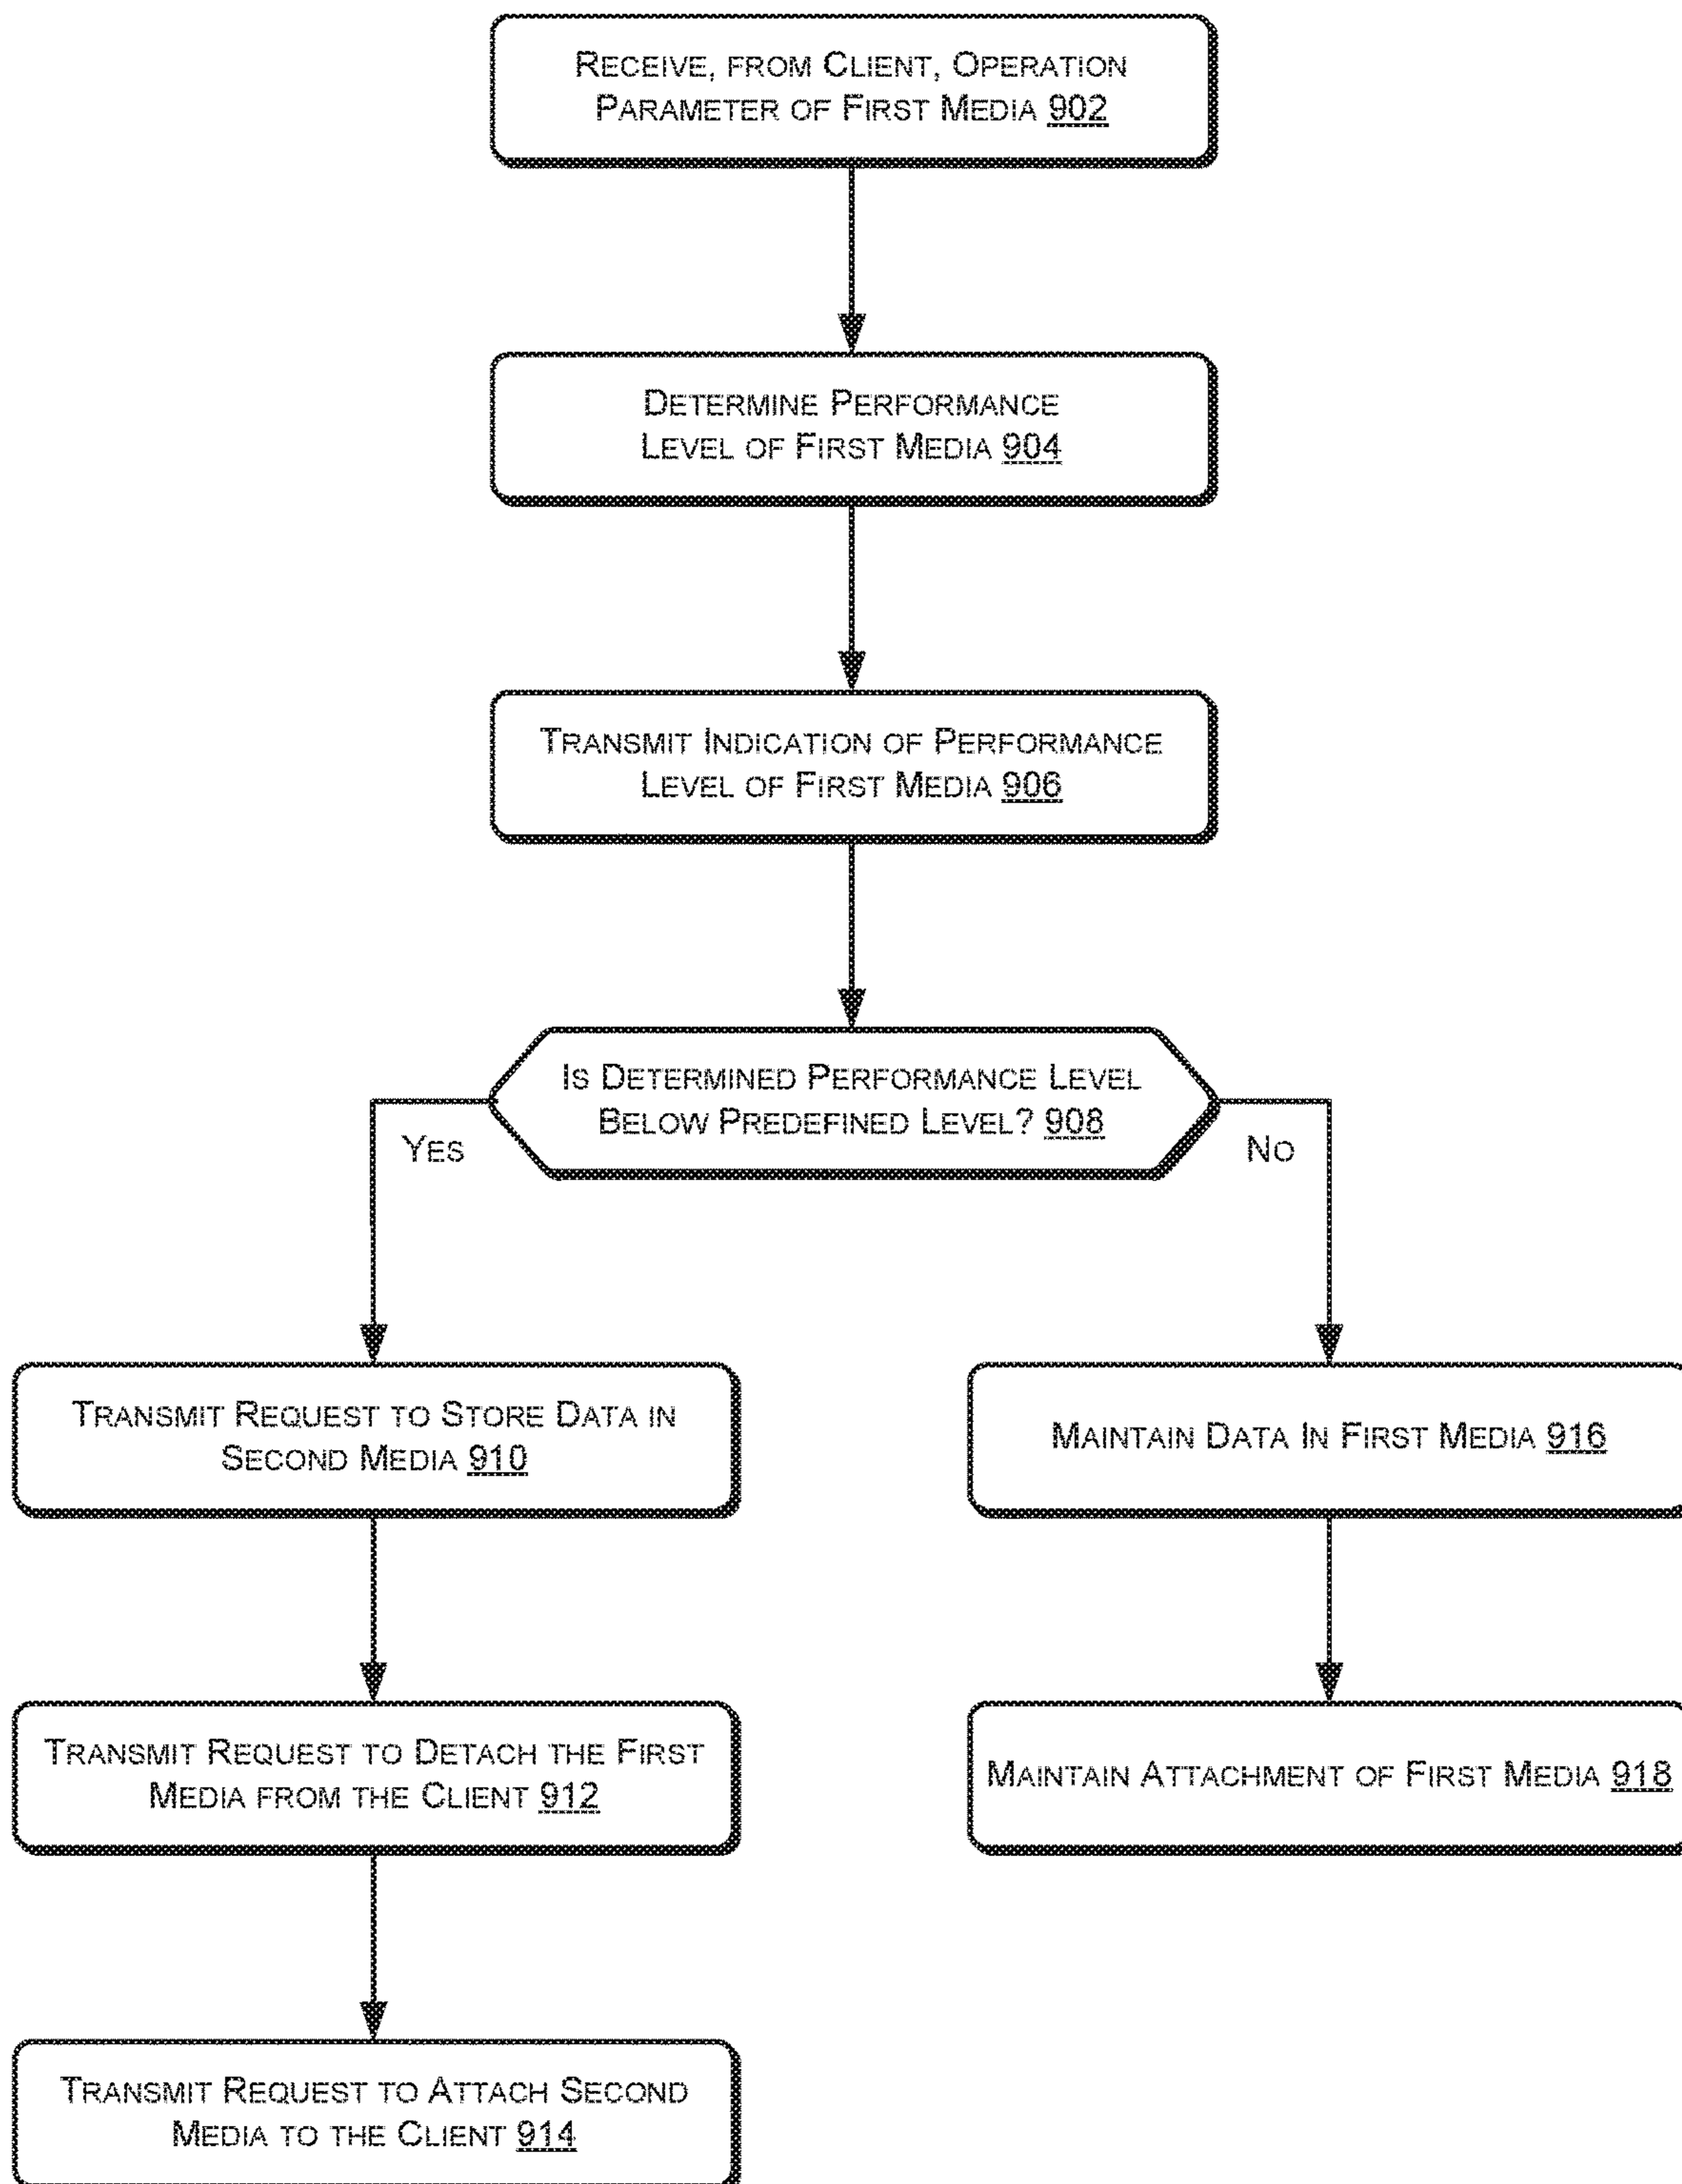 RECEIVE, FROM CLIENT, OPERATION
PARAMETER OF FIRST MEDIA 902
DETERMINE PERFORMANCE
LEVEL OF FIRST MEDIA 904
TRANSMIT INDICATION OF PERFORMANCE
LEVEL OF FIRST MEDIA 906
IS DETERMINED PERFORMANCE LEVEL
BELOW PREDEFINED LEVEL? 908
YES
NO
TRANSMIT REQUEST TO STORE DATA IN
SECOND MEDIA 910
MAINTAIN DATA IN FIRST MEDIA 916
TRANSMIT REQUEST TO DETACH THE FIRST
MEDIA FROM THE CLIENT 912
MAINTAIN ATTACHMENT OF FIRST MEDIA 918
TRANSMIT REQUEST TO ATTACH SECOND
MEDIA TO THE CLIENT 914